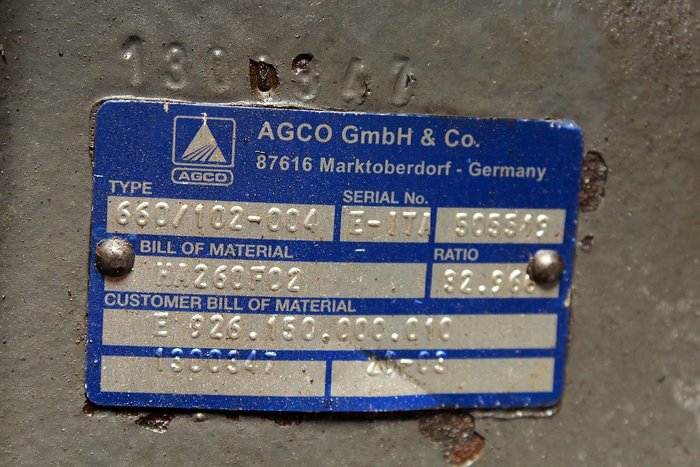 AGCO GmbH & Co.
87616 Marktoberdorf - Germany
AGCO
TYPE SERIAL No.
660/102-004 E-ITA
BILL OF MATERIAL RATIO
HA260F02
CUSTOMER BILL OF MATERIAL
E 926.150.000.010